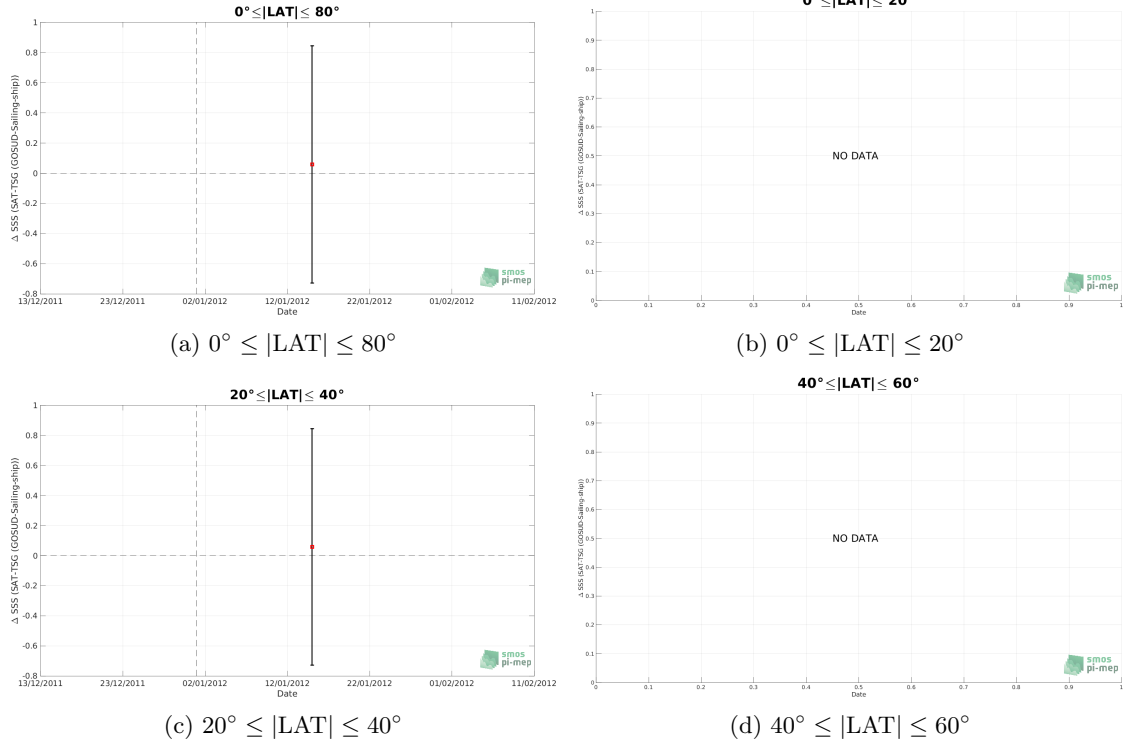 0°≤|LAT|≤ 80°
1
0.8
0.6
0.4
0.2
0
-0.2
-0.4
-0.6
-0.8
Δ SSS (SAT-TSG (GOSUD-Sailing-ship))
13/12/2011 23/12/2011 02/01/2012 12/01/2012 22/01/2012 01/02/2012 11/02/2012
Date
smos
pi-mep
(a) 0° ≤ |LAT| ≤ 80°
0°≤|LAT|≤ 20°
1
0.9
0.8
0.7
0.6
0.5
0.4
0.3
0.2
0.1
0
Δ SSS (SAT-TSG (GOSUD-Sailing-ship))
NO DATA
0 0.1 0.2 0.3 0.4 0.5 0.6 0.7 0.8 0.9 1
Date
smos
pi-mep
(b) 0° ≤ |LAT| ≤ 20°
20°≤|LAT|≤ 40°
1
0.8
0.6
0.4
0.2
0
-0.2
-0.4
-0.6
-0.8
Δ SSS (SAT-TSG (GOSUD-Sailing-ship))
13/12/2011 23/12/2011 02/01/2012 12/01/2012 22/01/2012 01/02/2012 11/02/2012
Date
smos
pi-mep
(c) 20° ≤ |LAT| ≤ 40°
40°≤|LAT|≤ 60°
1
0.9
0.8
0.7
0.6
0.5
0.4
0.3
0.2
0.1
0
Δ SSS (SAT-TSG (GOSUD-Sailing-ship))
NO DATA
0 0.1 0.2 0.3 0.4 0.5 0.6 0.7 0.8 0.9 1
Date
smos
pi-mep
(d) 40° ≤ |LAT| ≤ 60°